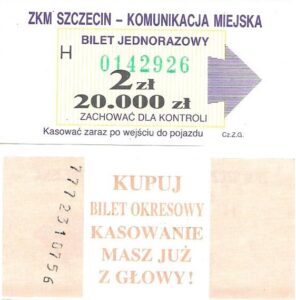 ZKM SZCZECIN – KOMUNIKACJA MIEJSKA
BILET JEDNORAZOWY
H
0142926
2 zł
20.000 zł
ZACHOWAĆ DLA KONTROLI
Kasować zaraz po wejściu do pojazdu
Cz.Z.G.
7772310756
KUPUJ
BILET OKRESOWY
KASOWANIE
MASZ JUŻ
Z GŁOWY!